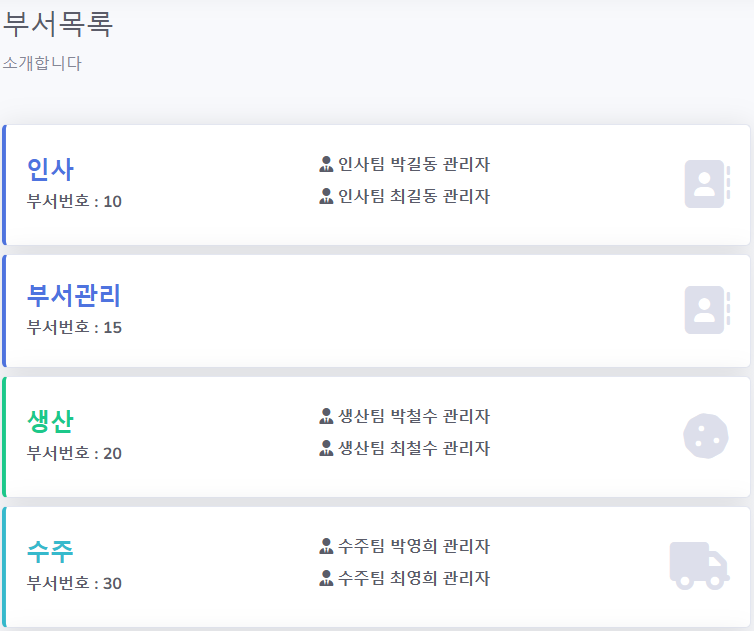 부서목록
소개합니다
인사
부서번호 : 10
인사팀 박길동 관리자
인사팀 최길동 관리자
부서관리
부서번호 : 15
생산
부서번호 : 20
생산팀 박철수 관리자
생산팀 최철수 관리자
수주
부서번호 : 30
수주팀 박영희 관리자
수주팀 최영희 관리자